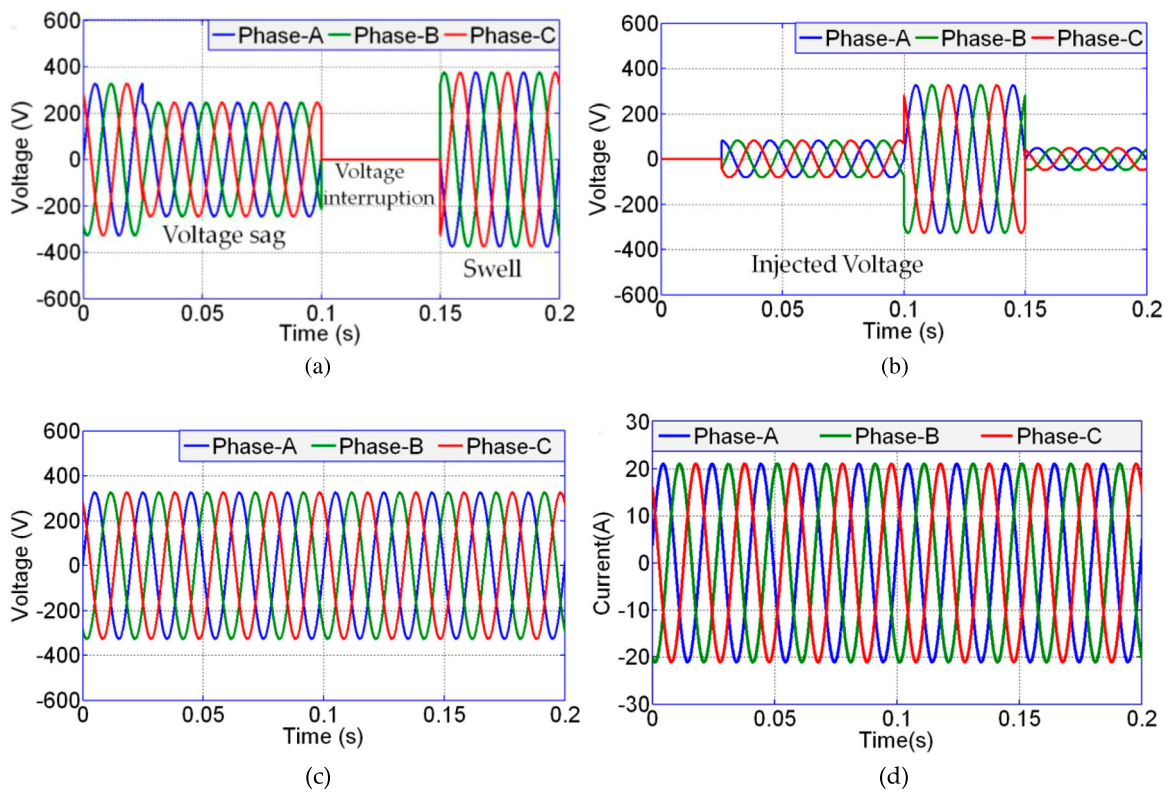 600
400
200
0
-200
-400
-600
Voltage (V)
Phase-A Phase-B Phase-C
Voltage sag
Voltage
interruption
Swell
0 0.05 0.1 0.15 0.2
Time (s)
(a)
600
400
200
0
-200
-400
-600
Voltage (V)
Phase-A Phase-B Phase-C
Injected Voltage
0 0.05 0.1 0.15 0.2
Time (s)
(b)
600
400
200
0
-200
-400
-600
Voltage (V)
Phase-A Phase-B Phase-C
0 0.05 0.1 0.15 0.2
Time (s)
(c)
30
20
10
0
-10
-20
-30
Current(A)
Phase-A Phase-B Phase-C
0 0.05 0.1 0.15 0.2
Time(s)
(d)